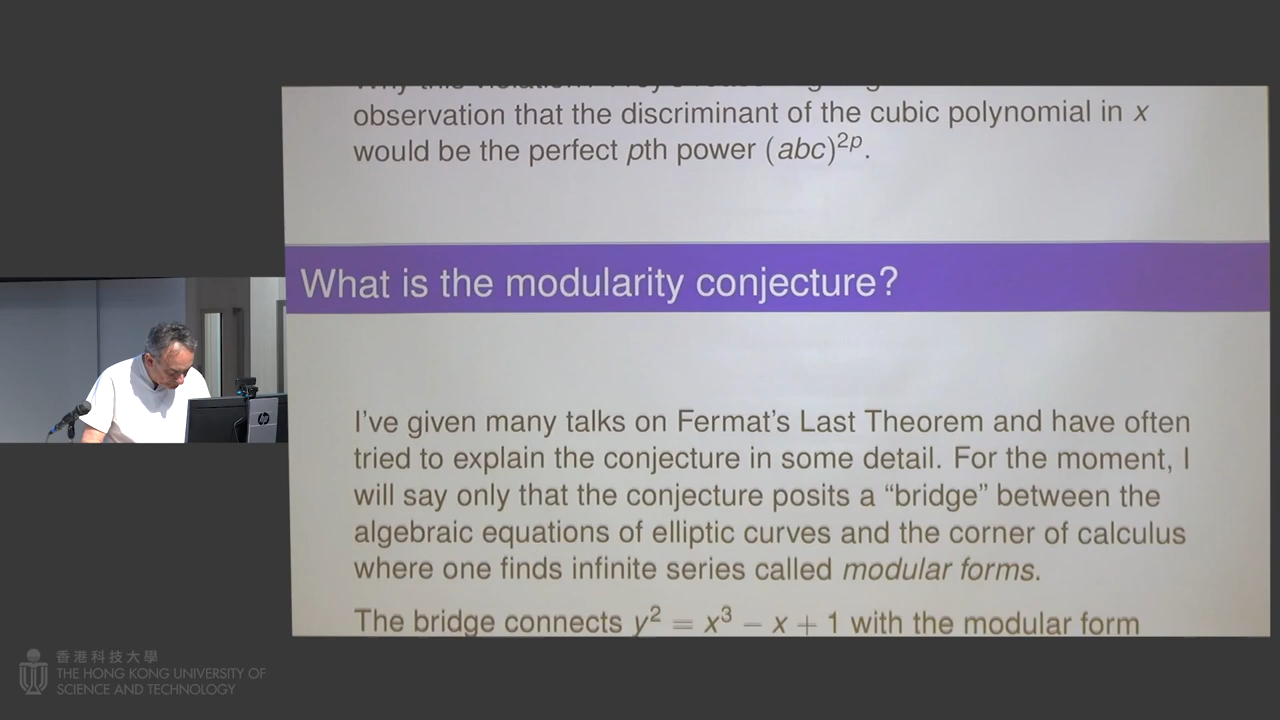 observation that the discriminant of the cubic polynomial in x
would be the perfect pth power (abc)²ᵖ.
What is the modularity conjecture?
I've given many talks on Fermat's Last Theorem and have often
tried to explain the conjecture in some detail. For the moment, I
will say only that the conjecture posits a “bridge” between the
algebraic equations of elliptic curves and the corner of calculus
where one finds infinite series called modular forms.
The bridge connects y² = x³ − x + 1 with the modular form
hp
香港科技大學
THE HONG KONG UNIVERSITY OF
SCIENCE AND TECHNOLOGY